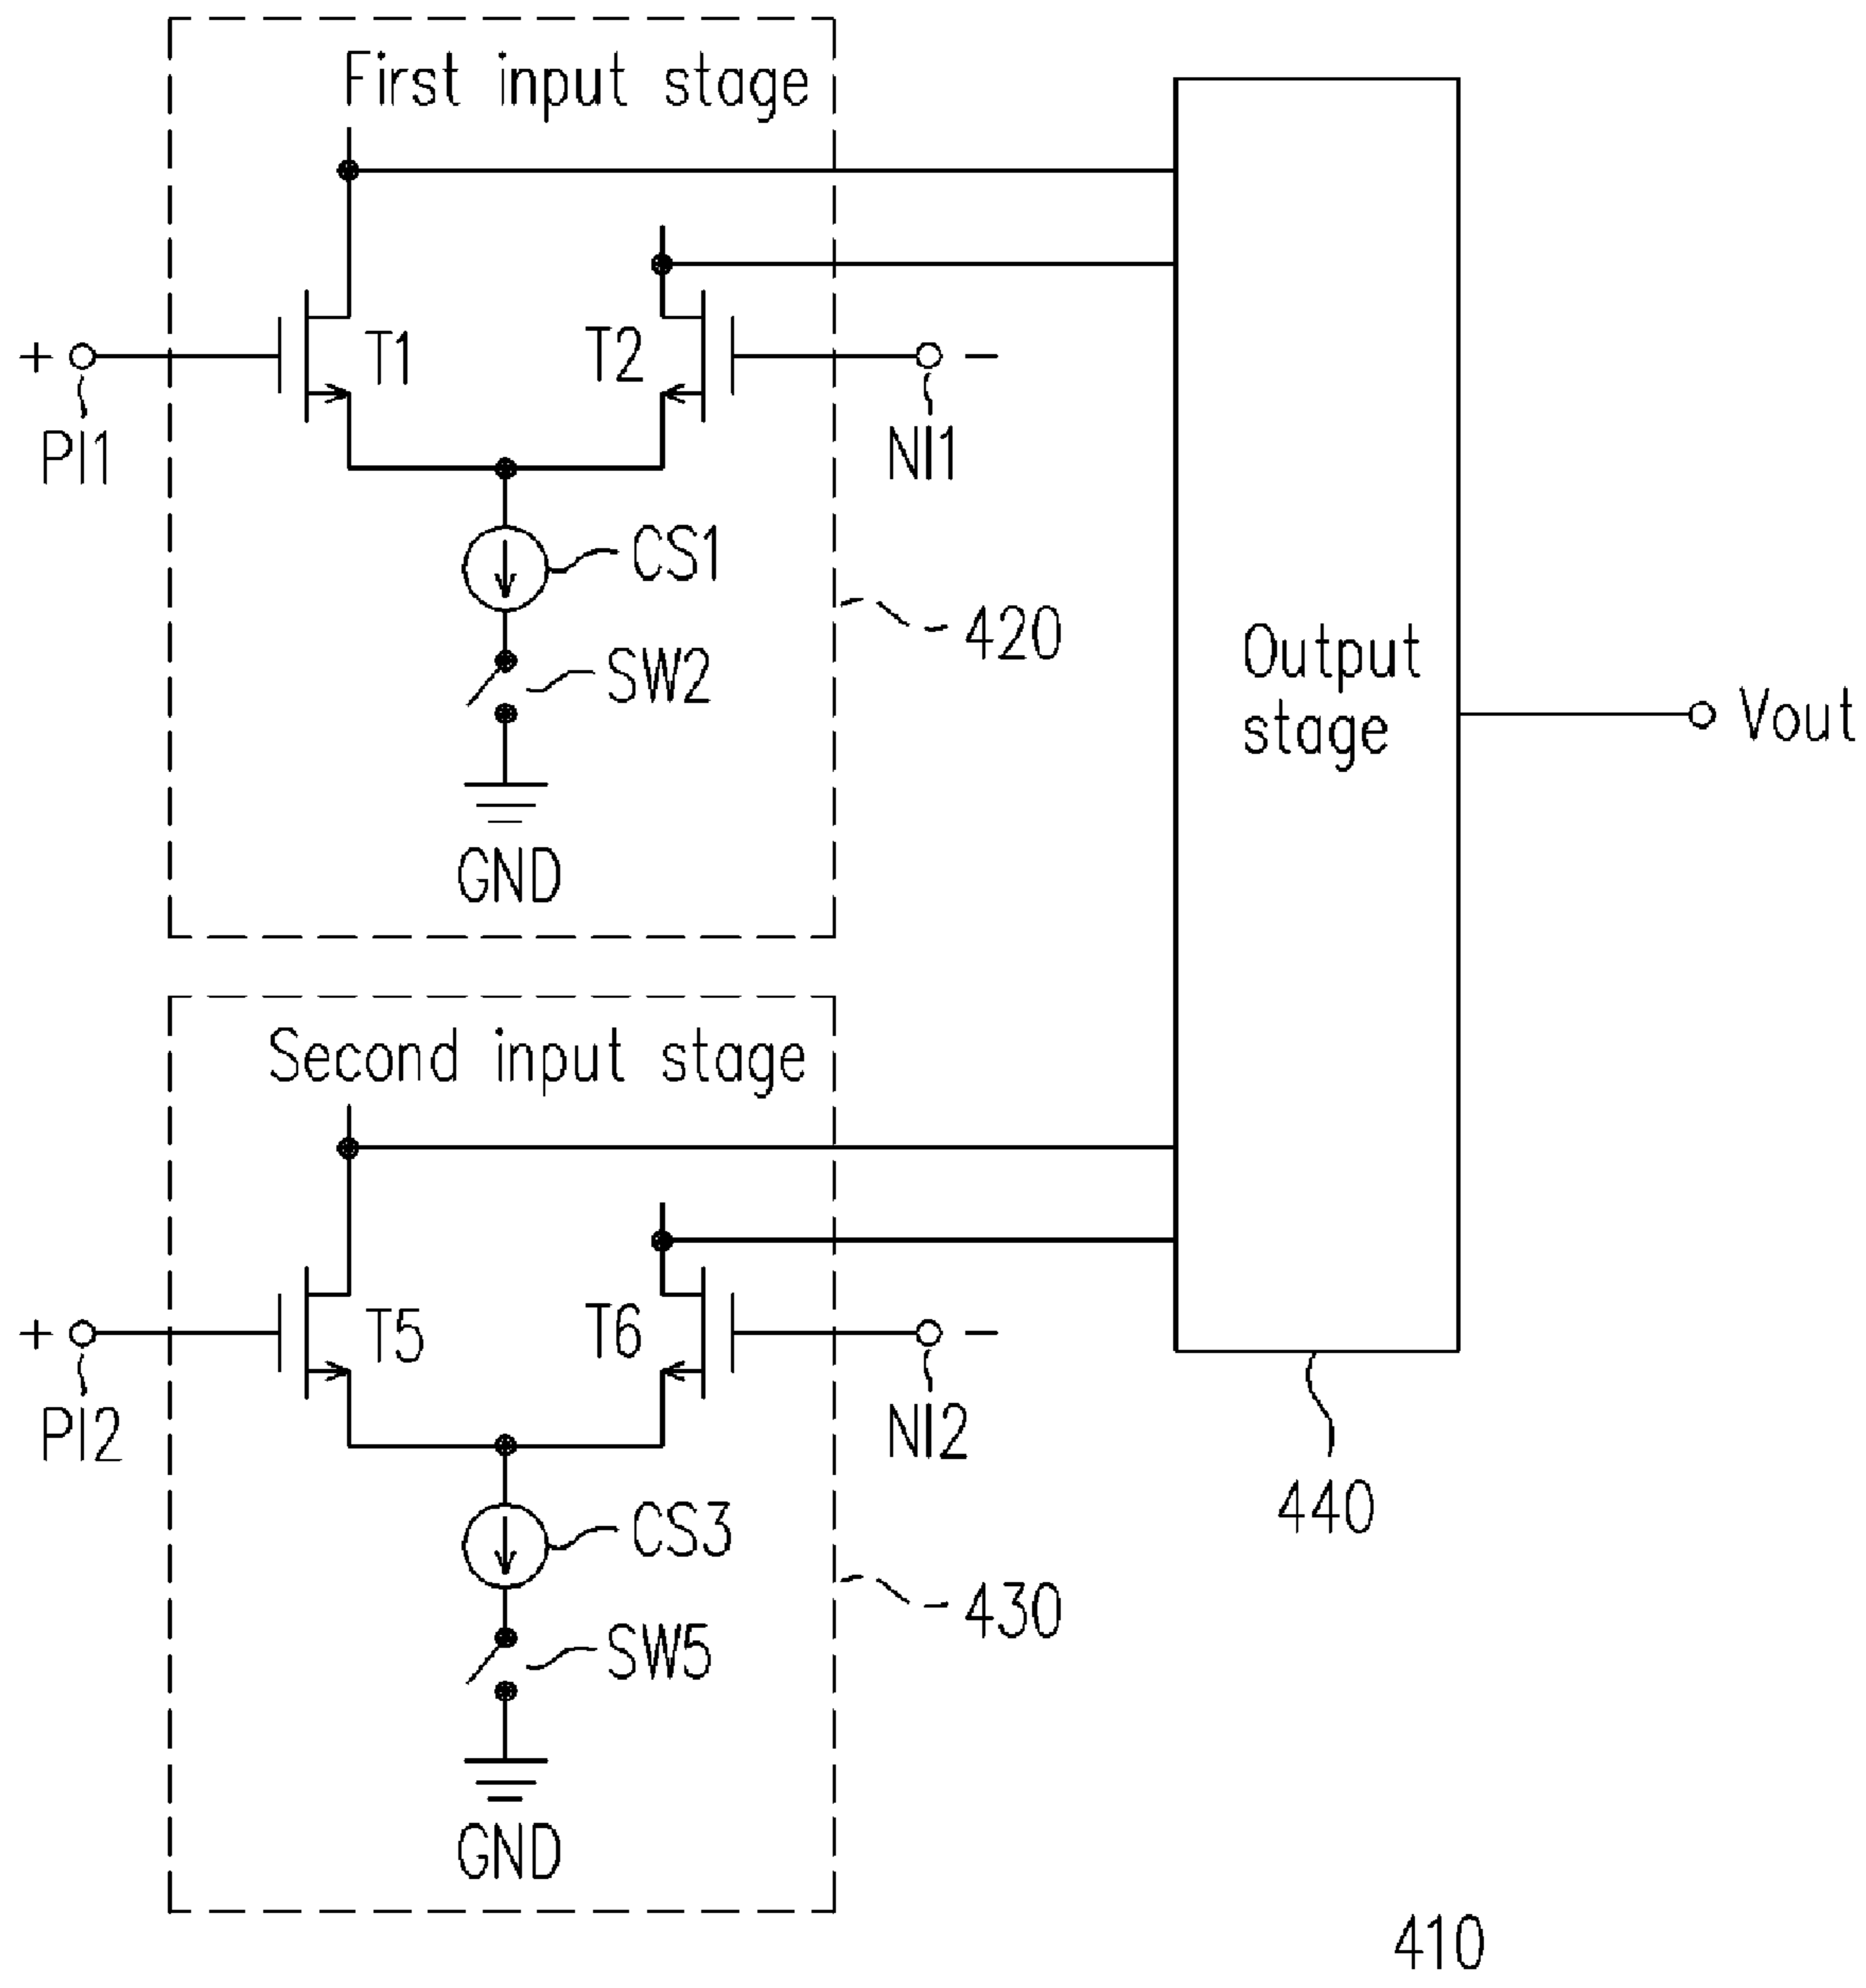 First input stage
+
PI1
T1
T2
-
NI1
CS1
SW2
420
GND
Output
stage
Vout
Second input stage
+
PI2
T5
T6
-
NI2
CS3
SW5
430
GND
440
410